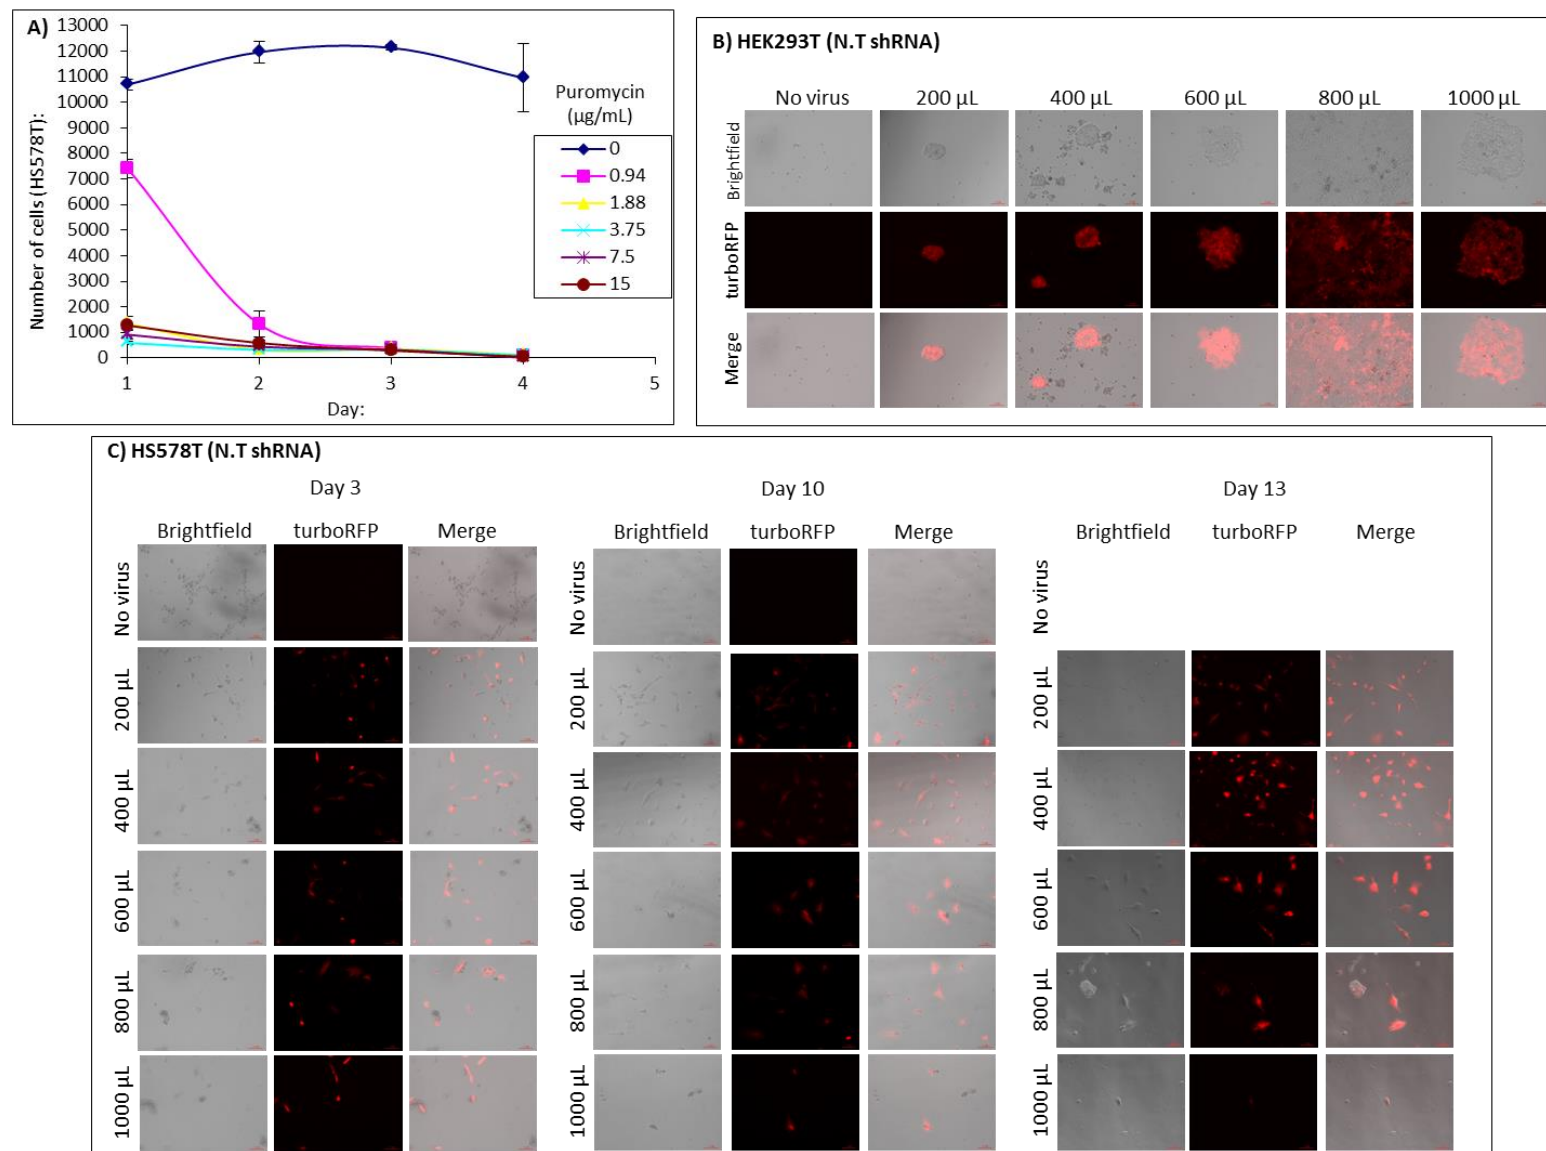 A)
13000
12000
11000
10000
9000
8000
7000
6000
5000
4000
3000
2000
1000
0
Number of cells (HS578T):
1 2 3 4 5
Day:
Puromycin
(µg/mL)
0
0.94
1.88
3.75
7.5
15
B) HEK293T (N.T shRNA)
No virus 200 µL 400 µL 600 µL 800 µL 1000 µL
Brightfield
turboRFP
Merge
C) HS578T (N.T shRNA)
Day 3 Day 10 Day 13
Brightfield turboRFP Merge Brightfield turboRFP Merge Brightfield turboRFP Merge
No virus No virus No virus
200 µL 200 µL 200 µL
400 µL 400 µL 400 µL
600 µL 600 µL 600 µL
800 µL 800 µL 800 µL
1000 µL 1000 µL 1000 µL